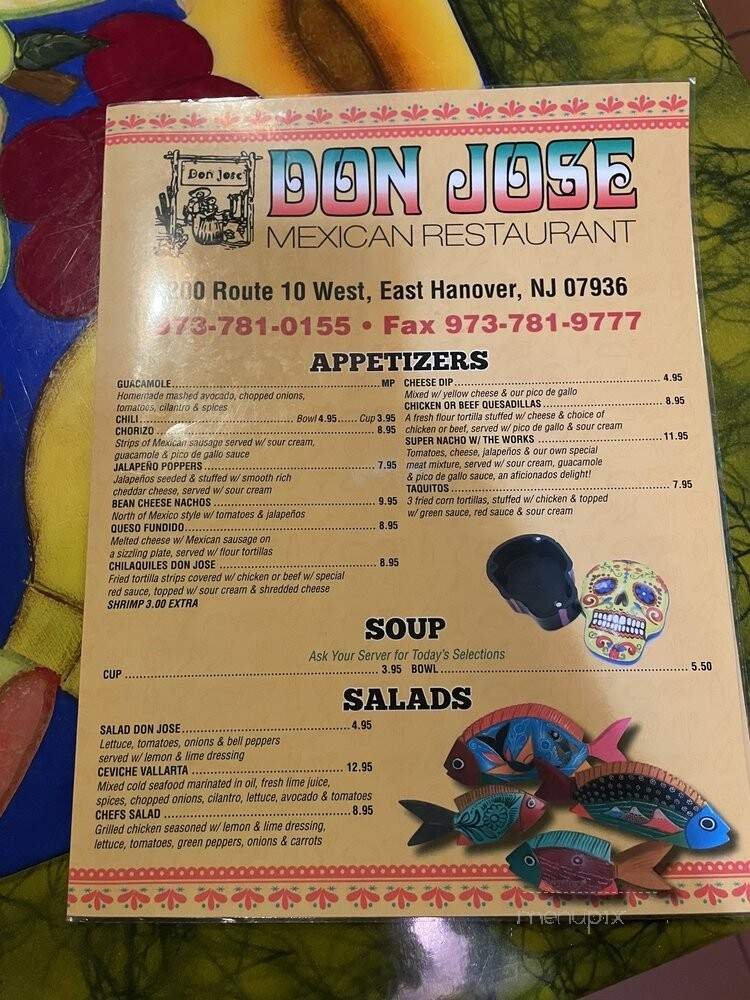 Don Jose
DON JOSE
MEXICAN RESTAURANT
200 Route 10 West, East Hanover, NJ 07936
973-781-0155 • Fax 973-781-9777
APPETIZERS
GUACAMOLE MP
Homemade mashed avocado, chopped onions,
tomatoes, cilantro & spices
CHILI Bowl 4.95 Cup 3.95
CHORIZO 8.95
Strips of Mexican sausage served w/ sour cream,
guacamole & pico de gallo sauce
JALAPEÑO POPPERS 7.95
Jalapeños seeded & stuffed w/ smooth rich
cheddar cheese, served w/ sour cream
BEAN CHEESE NACHOS 9.95
North of Mexico style w/ tomatoes & jalapeños
QUESO FUNDIDO 8.95
Melted cheese w/ Mexican sausage on
a sizzling plate, served w/ flour tortillas
CHILAQUILES DON JOSE 8.95
Fried tortilla strips covered w/ chicken or beef w/ special
red sauce, topped w/ sour cream & shredded cheese
SHRIMP 3.00 EXTRA
CHEESE DIP 4.95
Mixed w/ yellow cheese & our pico de gallo
CHICKEN OR BEEF QUESADILLAS 8.95
A fresh flour tortilla stuffed w/ cheese & choice of
chicken or beef, served w/ pico de gallo & sour cream
SUPER NACHO W/ THE WORKS 11.95
Tomatoes, cheese, jalapeños & our own special
meat mixture, served w/ sour cream, guacamole
& pico de gallo sauce, an aficionados delight!
TAQUITOS 7.95
3 fried corn tortillas, stuffed w/ chicken & topped
w/ green sauce, red sauce & sour cream
SOUP
Ask Your Server for Today's Selections
CUP 3.95 BOWL 5.50
SALADS
SALAD DON JOSE 4.95
Lettuce, tomatoes, onions & bell peppers
served w/ lemon & lime dressing
CEVICHE VALLARTA 12.95
Mixed cold seafood marinated in oil, fresh lime juice,
spices, chopped onions, cilantro, lettuce, avocado & tomatoes
CHEFS SALAD 8.95
Grilled chicken seasoned w/ lemon & lime dressing,
lettuce, tomatoes, green peppers, onions & carrots
menupix